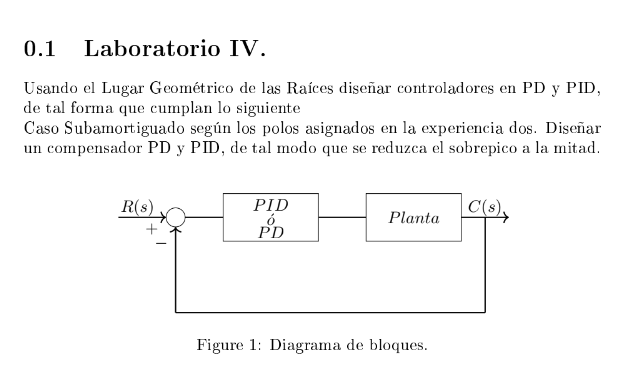 0.1 Laboratorio IV.
Usando el Lugar Geométrico de las Raíces diseñar controladores en PD y PID,
de tal forma que cumplan lo siguiente
Caso Subamortiguado según los polos asignados en la experiencia dos. Diseñar
un compensador PD y PID, de tal modo que se reduzca el sobrepico a la mitad.
R(s)
+
−
PID
ó
PD
Planta
C(s)
Figure 1: Diagrama de bloques.